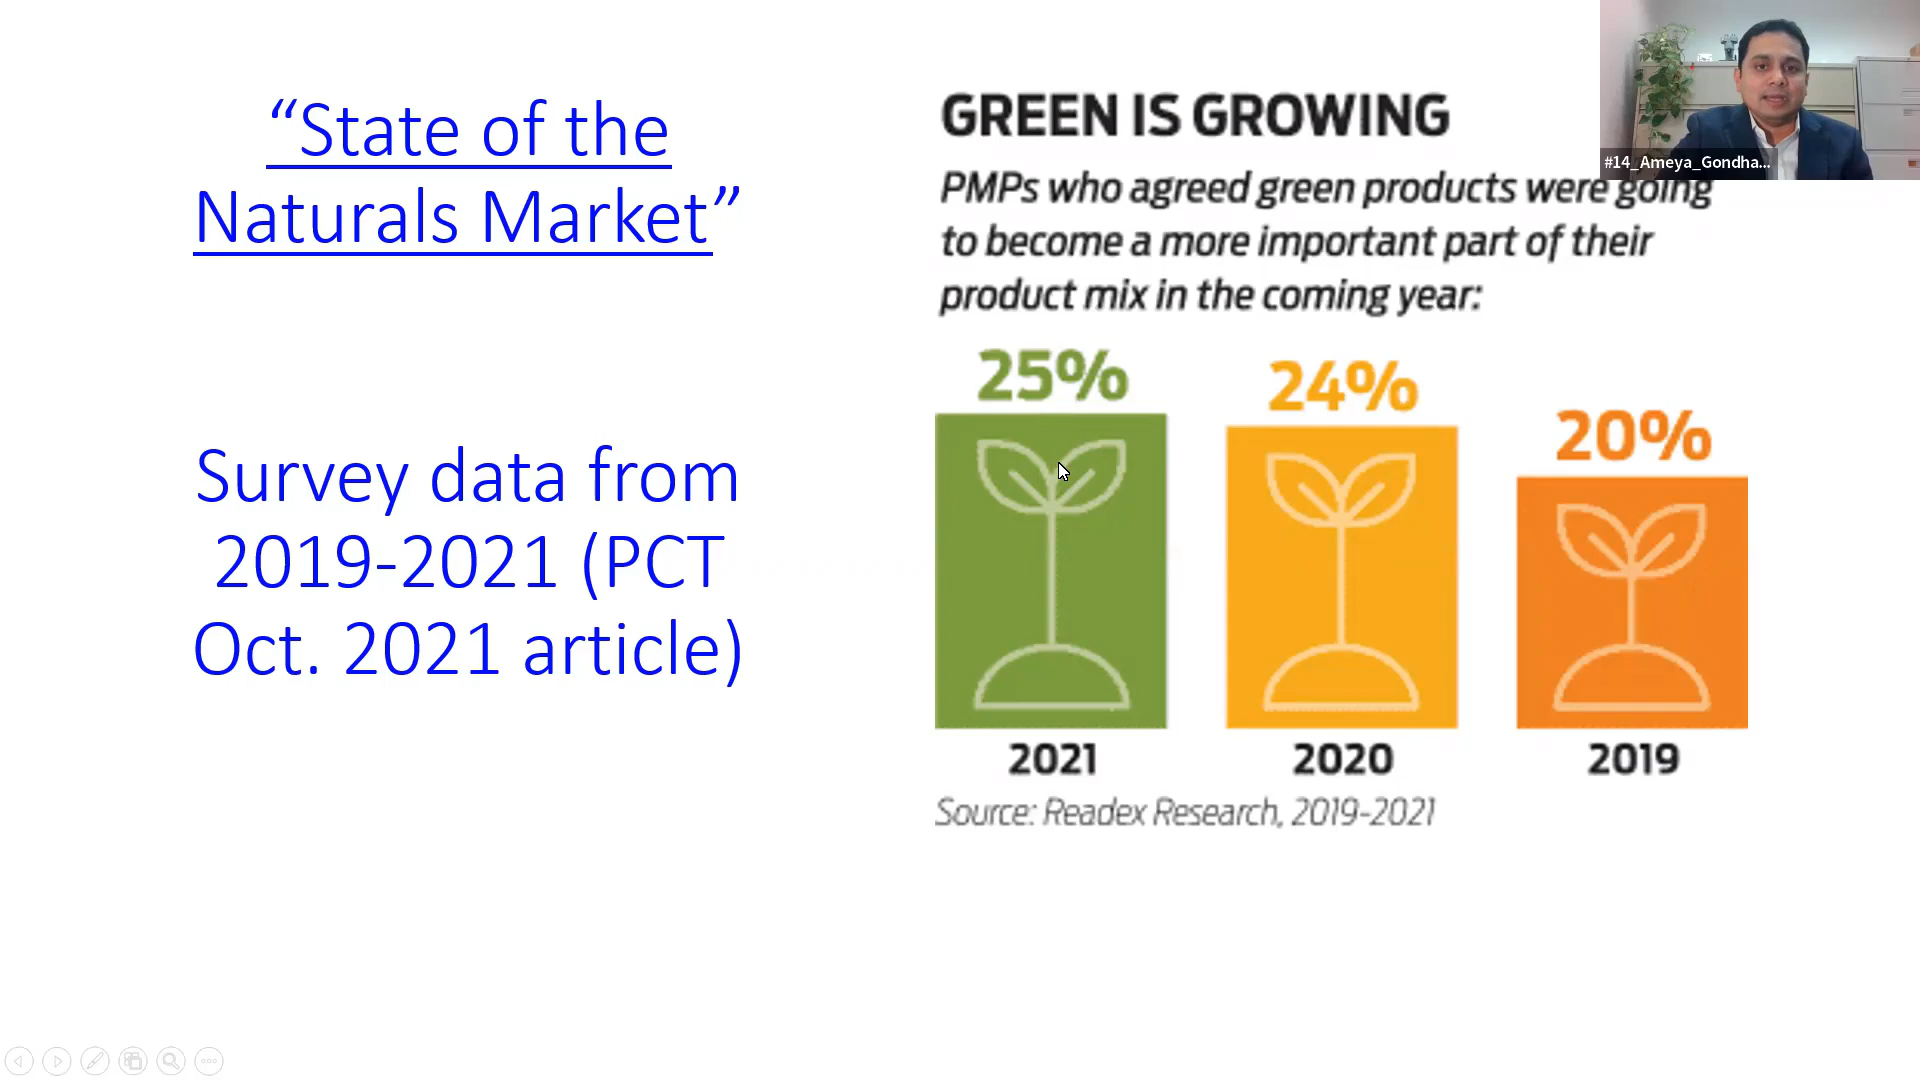 “State of the
Naturals Market”
Survey data from
2019-2021 (PCT
Oct. 2021 article)
GREEN IS GROWING
PMPs who agreed green products were going
to become a more important part of their
product mix in the coming year:
25%
24%
20%
2021
2020
2019
Source: Readex Research, 2019-2021
#14_Ameya_Gondha...